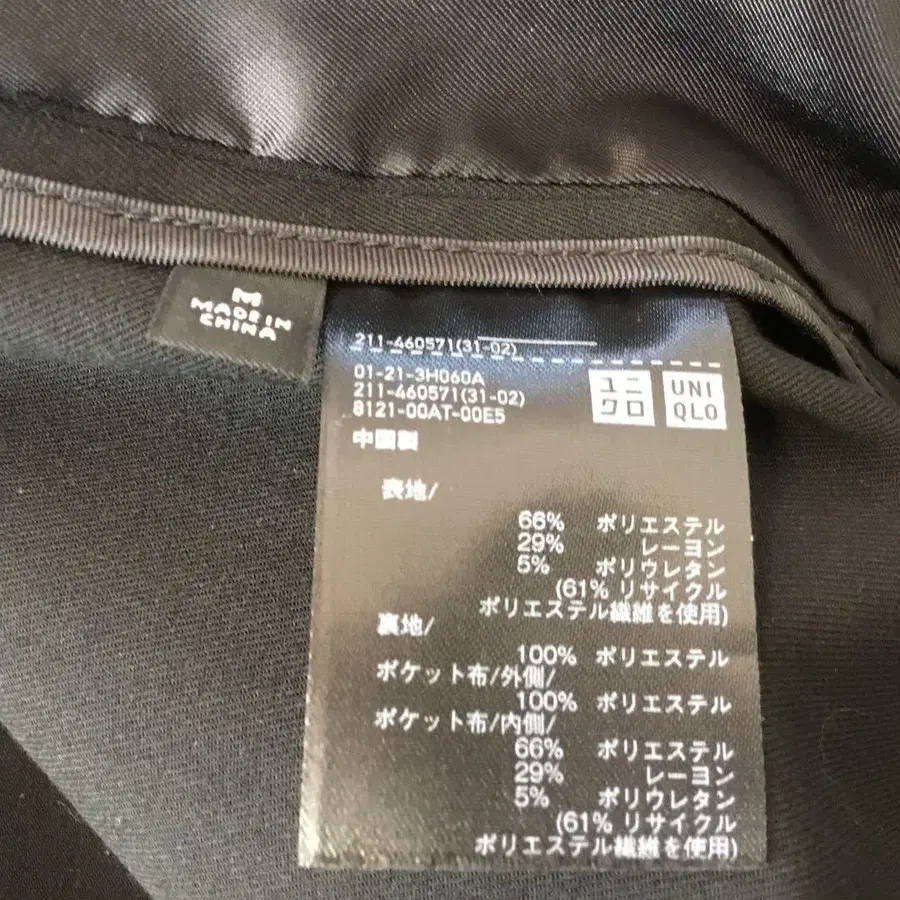 M
MADE IN
CHINA
211-460571(31-02)
01-21-3H060A
211-460571(31-02)
8121-00AT-00E5
中国製
ユニ
クロ
UNI
QLO
表地/
66% ポリエステル
29% レーヨン
5% ポリウレタン
(61% リサイクル
ポリエステル繊維を使用)
裏地/
100% ポリエステル
ポケット布/外側/
100% ポリエステル
ポケット布/内側/
66% ポリエステル
29% レーヨン
5% ポリウレタン
(61% リサイクル
ポリエステル繊維を使用)